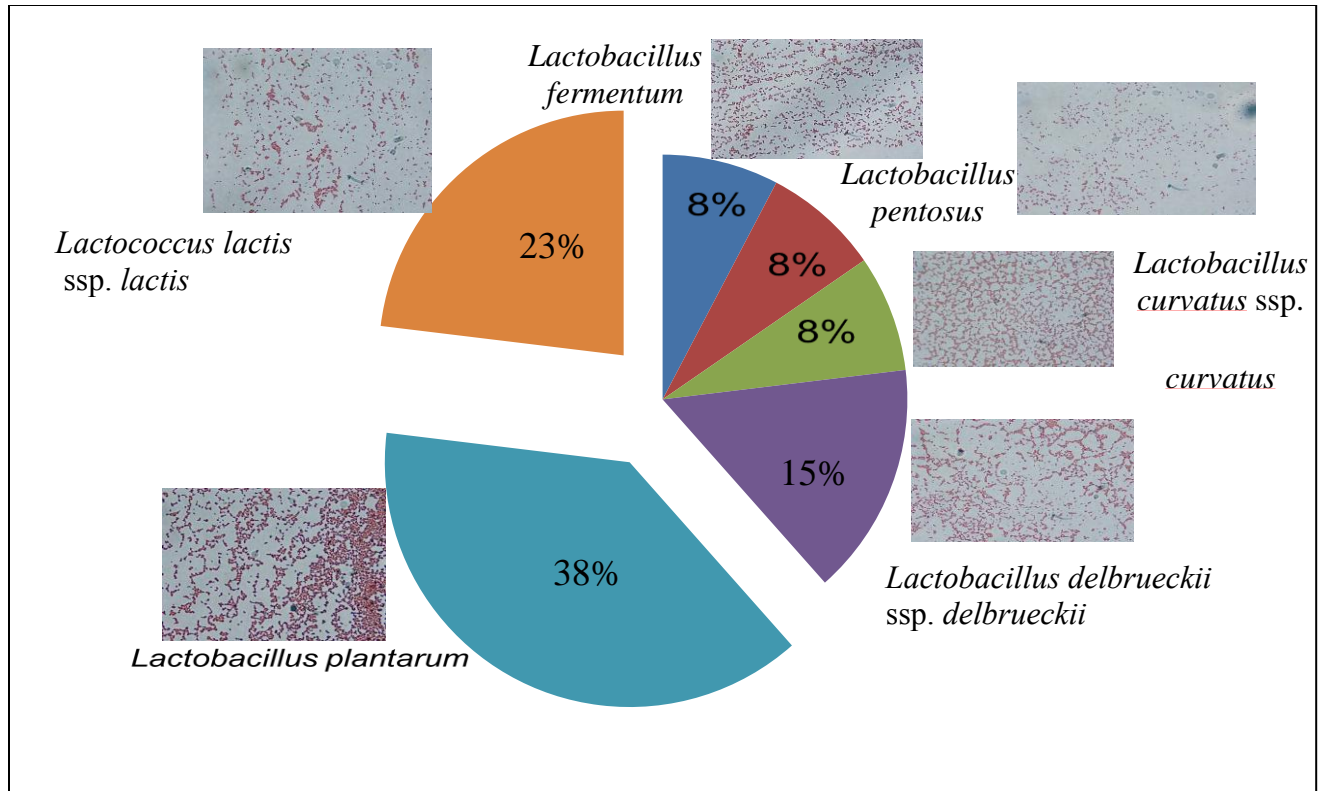 Lactobacillus
fermentum
8%
Lactobacillus
pentosus
8%
Lactobacillus
curvatus ssp.
curvatus
8%
15%
Lactobacillus delbrueckii
ssp. delbrueckii
38%
Lactobacillus plantarum
23%
Lactococcus lactis
ssp. lactis